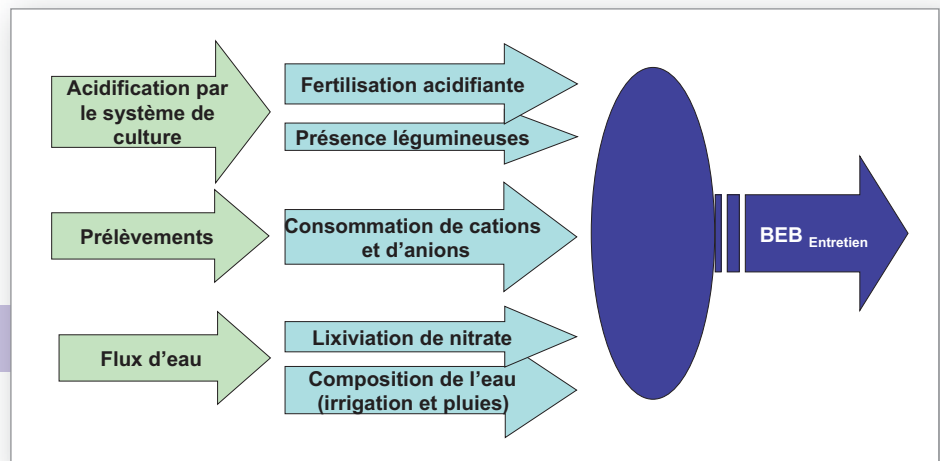 Acidification par
le système de
culture
Fertilisation acidifiante
Présence légumineuses
Prélèvements
Consommation de cations
et d’anions
Flux d’eau
Lixiviation de nitrate
Composition de l’eau
(irrigation et pluies)
BEB Entretien